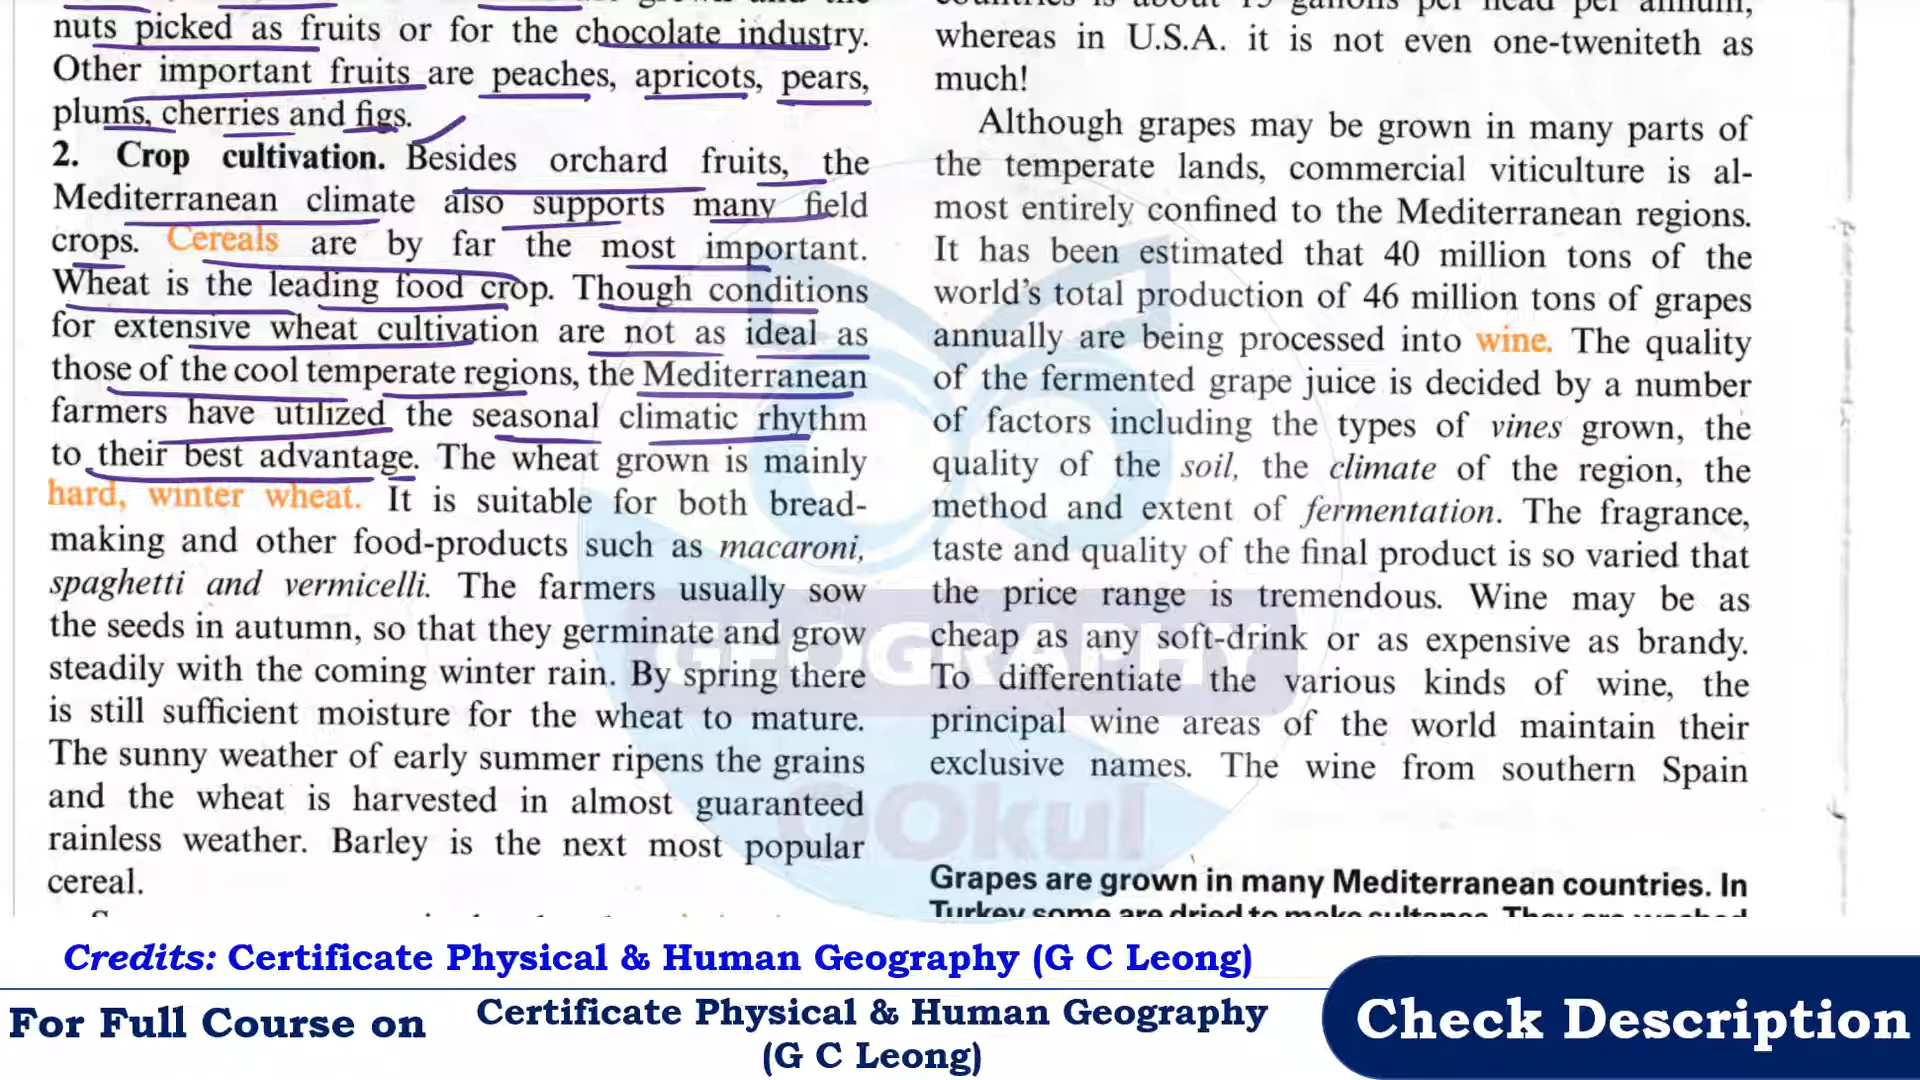 nuts picked as fruits or for the chocolate industry.
Other important fruits are peaches, apricots, pears,
plums, cherries and figs.
2. Crop cultivation. Besides orchard fruits, the
Mediterranean climate also supports many field
crops. Cereals are by far the most important.
Wheat is the leading food crop. Though conditions
for extensive wheat cultivation are not as ideal as
those of the cool temperate regions, the Mediterranean
farmers have utilized the seasonal climatic rhythm
to their best advantage. The wheat grown is mainly
hard, winter wheat. It is suitable for both bread-
making and other food-products such as macaroni,
spaghetti and vermicelli. The farmers usually sow
the seeds in autumn, so that they germinate and grow
steadily with the coming winter rain. By spring there
is still sufficient moisture for the wheat to mature.
The sunny weather of early summer ripens the grains
and the wheat is harvested in almost guaranteed
rainless weather. Barley is the next most popular
cereal.
countries is about 15 gallons per head per annum,
whereas in U.S.A. it is not even one-tweniteth as
much!
Although grapes may be grown in many parts of
the temperate lands, commercial viticulture is al-
most entirely confined to the Mediterranean regions.
It has been estimated that 40 million tons of the
world's total production of 46 million tons of grapes
annually are being processed into wine. The quality
of the fermented grape juice is decided by a number
of factors including the types of vines grown, the
quality of the soil, the climate of the region, the
method and extent of fermentation. The fragrance,
taste and quality of the final product is so varied that
the price range is tremendous. Wine may be as
cheap as any soft-drink or as expensive as brandy.
To differentiate the various kinds of wine, the
principal wine areas of the world maintain their
exclusive names. The wine from southern Spain
Grapes are grown in many Mediterranean countries. In
Turkey some are dried to make sultanas. They are washed
GEOGRAPHY
OOkul
Credits: Certificate Physical & Human Geography (G C Leong)
For Full Course on
Certificate Physical & Human Geography
(G C Leong)
Check Description